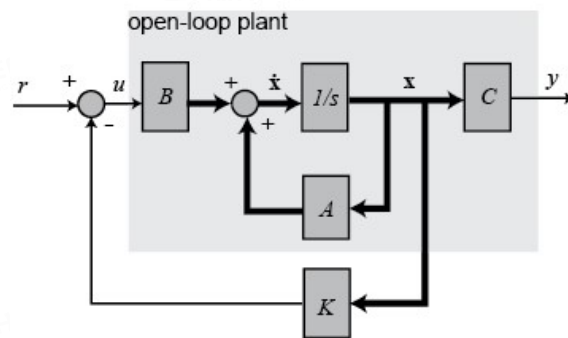 open-loop plant
r + u B + ẋ 1/s x C y
- +
A
K